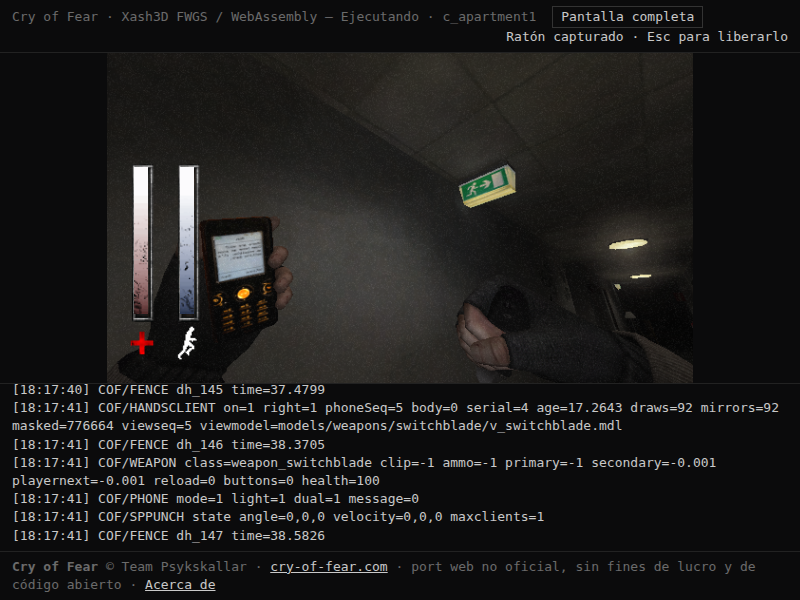 Cry of Fear · Xash3D FWGS / WebAssembly — Ejecutando · c_apartment1
Pantalla completa
Ratón capturado · Esc para liberarlo
[18:17:40] COF/FENCE dh_145 time=37.4799
[18:17:41] COF/HANDSCLIENT on=1 right=1 phoneSeq=5 body=0 serial=4 age=17.2643 draws=92 mirrors=92
masked=776664 viewseq=5 viewmodel=models/weapons/switchblade/v_switchblade.mdl
[18:17:41] COF/FENCE dh_146 time=38.3705
[18:17:41] COF/WEAPON class=weapon_switchblade clip=-1 ammo=-1 primary=-1 secondary=-0.001
playernext=-0.001 reload=0 buttons=0 health=100
[18:17:41] COF/PHONE mode=1 light=1 dual=1 message=0
[18:17:41] COF/SPPUNCH state angle=0,0,0 velocity=0,0,0 maxclients=1
[18:17:41] COF/FENCE dh_147 time=38.5826
Cry of Fear © Team Psykskallar · cry-of-fear.com · port web no oficial, sin fines de lucro y de
código abierto · Acerca de